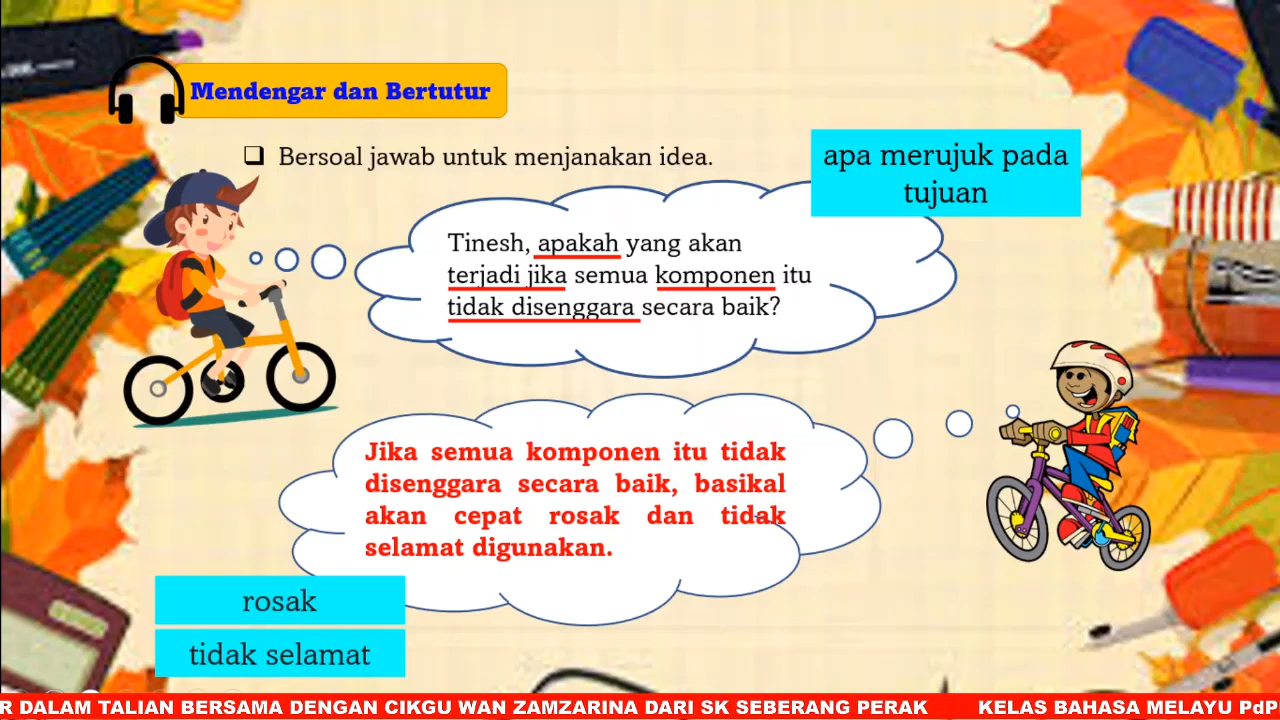 Mendengar dan Bertutur
Bersoal jawab untuk menjanakan idea.
apa merujuk pada
tujuan
Tinesh, apakah yang akan
terjadi jika semua komponen itu
tidak disenggara secara baik?
Jika semua komponen itu tidak
disenggara secara baik, basikal
akan cepat rosak dan tidak
selamat digunakan.
rosak
tidak selamat
R DALAM TALIAN BERSAMA DENGAN CIKGU WAN ZAMZARINA DARI SK SEBERANG PERAK KELAS BAHASA MELAYU PdP